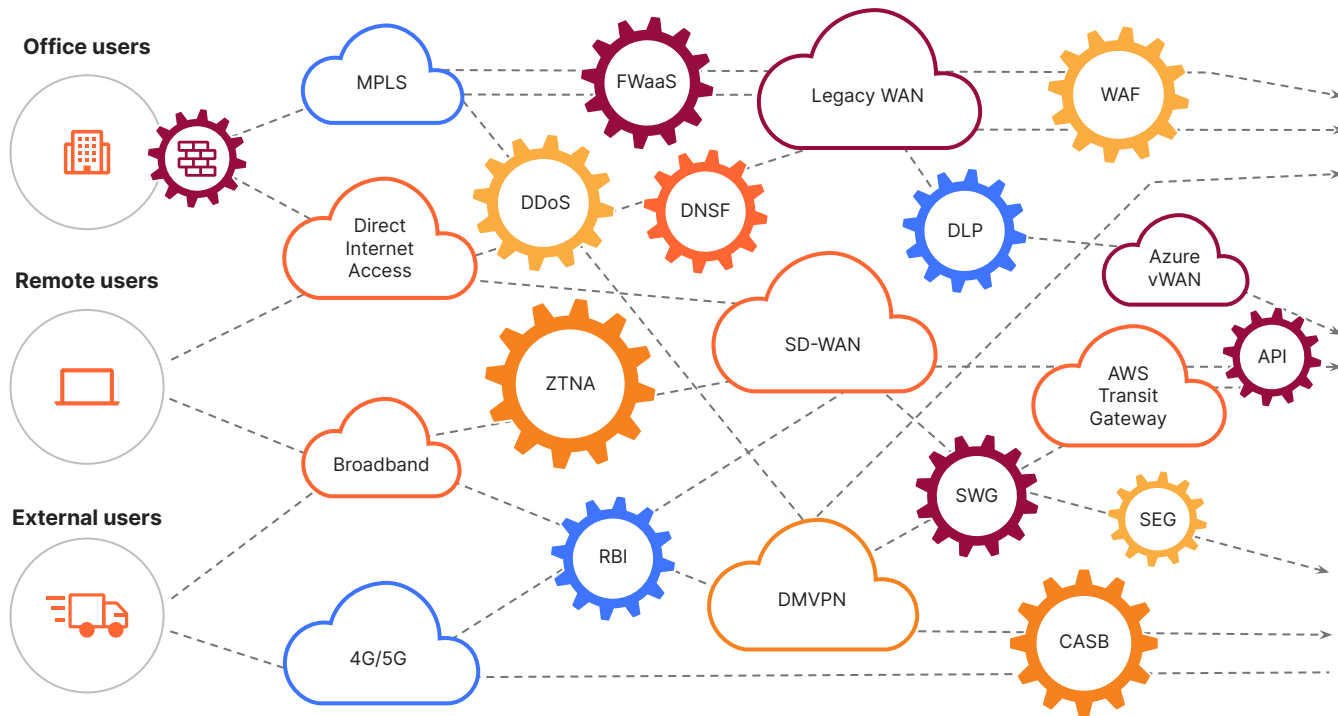 Office users
MPLS
FWaaS
Legacy WAN
WAF
DDoS
DNSF
DLP
Direct
Internet
Access
Azure
vWAN
Remote users
SD-WAN
API
ZTNA
AWS
Transit
Gateway
Broadband
SWG
SEG
External users
RBI
DMVPN
4G/5G
CASB